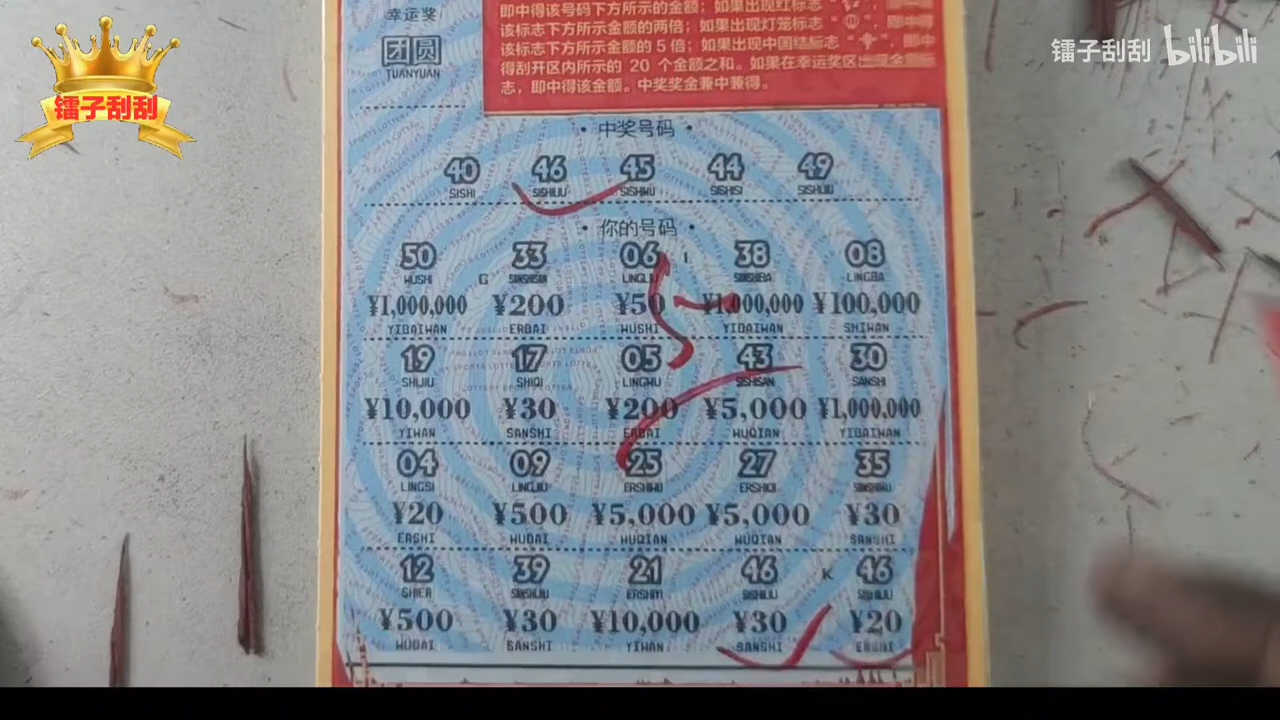 镭子刮刮
镭子刮刮 bilibili
幸运奖
团圆
TUANYUAN
即中得该号码下方所示的金额；如果出现红标志
该标志下方所示金额的两倍；如果出现灯笼标志
该标志下方所示金额的 5 倍；如果出现中国结标志
得刮开区内所示的 20 个金额之和。如果在幸运奖区出现
志，即中得该金额。中奖奖金兼中兼得。
• 中奖号码 •
40 46 45 44 49
SISHI SISHILIU SISHIWU SISHISI SISHIJIU
• 你的号码 •
50 33 06 38 08
WUSHI G SANSHISAN LINGLIU I SANSHIBA LINGBA
¥1,000,000 ¥200 ¥50 ¥1,000,000 ¥100,000
YIBAIWAN ERBAI WUSHI YIBAIWAN SHIWAN
19 17 05 43 30
SHIJIU SHIQI LINGWU SISHISAN SANSHI
¥10,000 ¥30 ¥200 ¥5,000 ¥1,000,000
YIWAN SANSHI ERBAI WUQIAN YIBAIWAN
04 09 25 27 35
LINGSI LINGJIU ERSHIWU ERSHIQI SANSHIWU
¥20 ¥500 ¥5,000 ¥5,000 ¥30
ERSHI WUBAI WUQIAN WUQIAN SANSHI
12 39 21 46 K 46
SHIER SANSHIJIU ERSHIYI SISHILIU SISHILIU
¥500 ¥30 ¥10,000 ¥30 ¥20
WUBAI SANSHI YIWAN SANSHI ERSHI